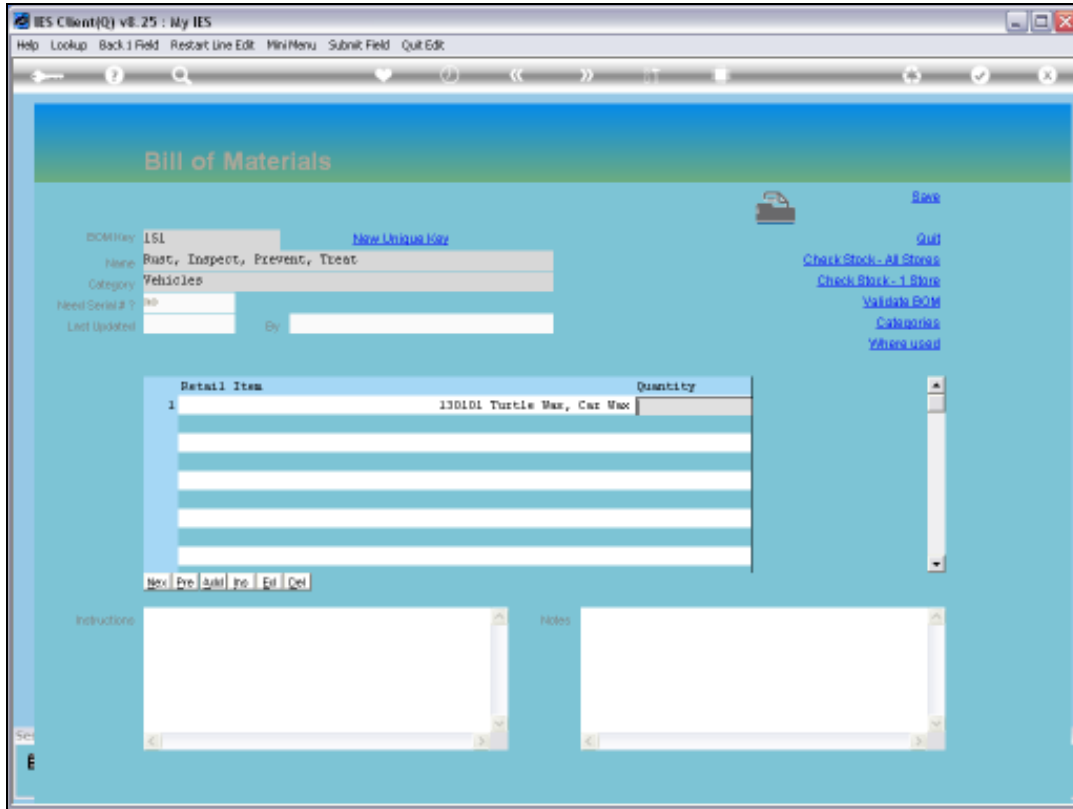 IES Client(Q) v8.25 : My IES
Help Lookup Back 1 Field Restart Line Edit MiniMenu Submit Field Quit Edit
Bill of Materials
Save
BOM Key 151 New Unique Key Quit
Name Rust, Inspect, Prevent, Treat Check Stock - All Stores
Category Vehicles Check Stock - 1 Store
Need Serial # ? no Validate BOM
Last Updated By Categories
Where used
Retail Item Quantity
1 130101 Turtle Wax, Car Wax
Nex Pre Add Ins Ed Del
Instructions Notes